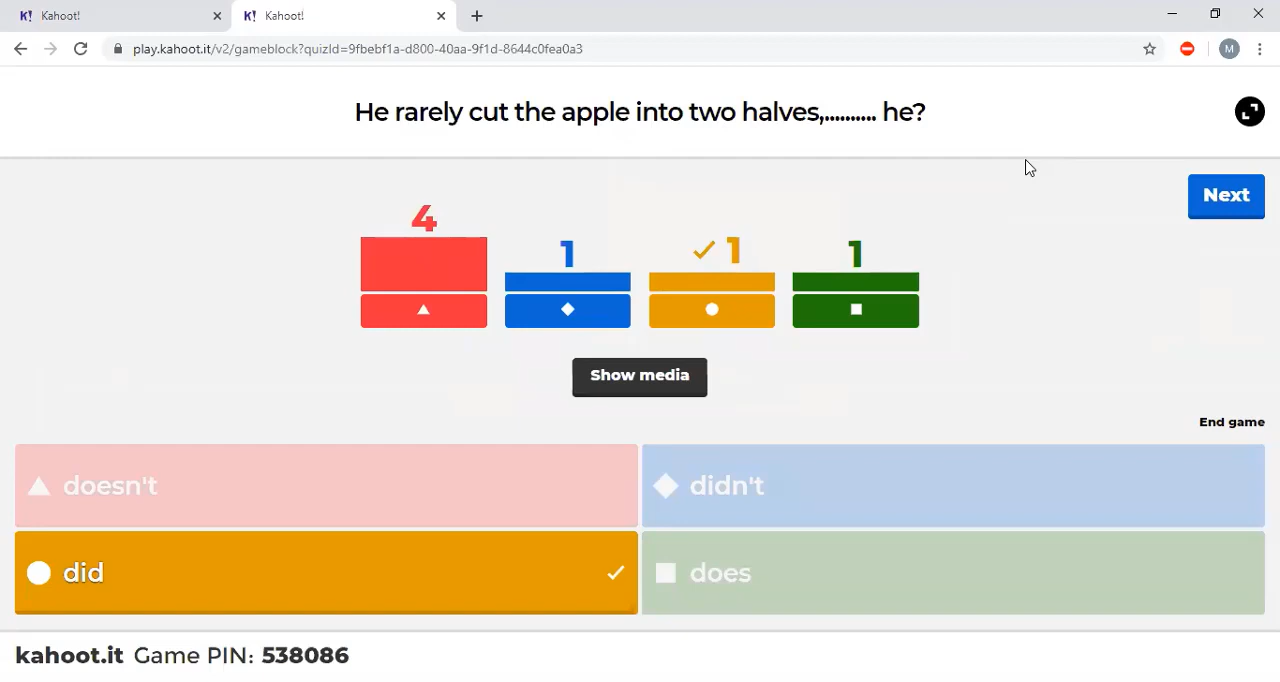 Kahoot!
Kahoot!
play.kahoot.it/v2/gameblock?quizId=9fbebf1a-d800-40aa-9f1d-8644c0fea0a3
M
He rarely cut the apple into two halves,.......... he?
Next
4
1
1
1
Show media
End game
doesn't
didn't
did
does
kahoot.it Game PIN: 538086